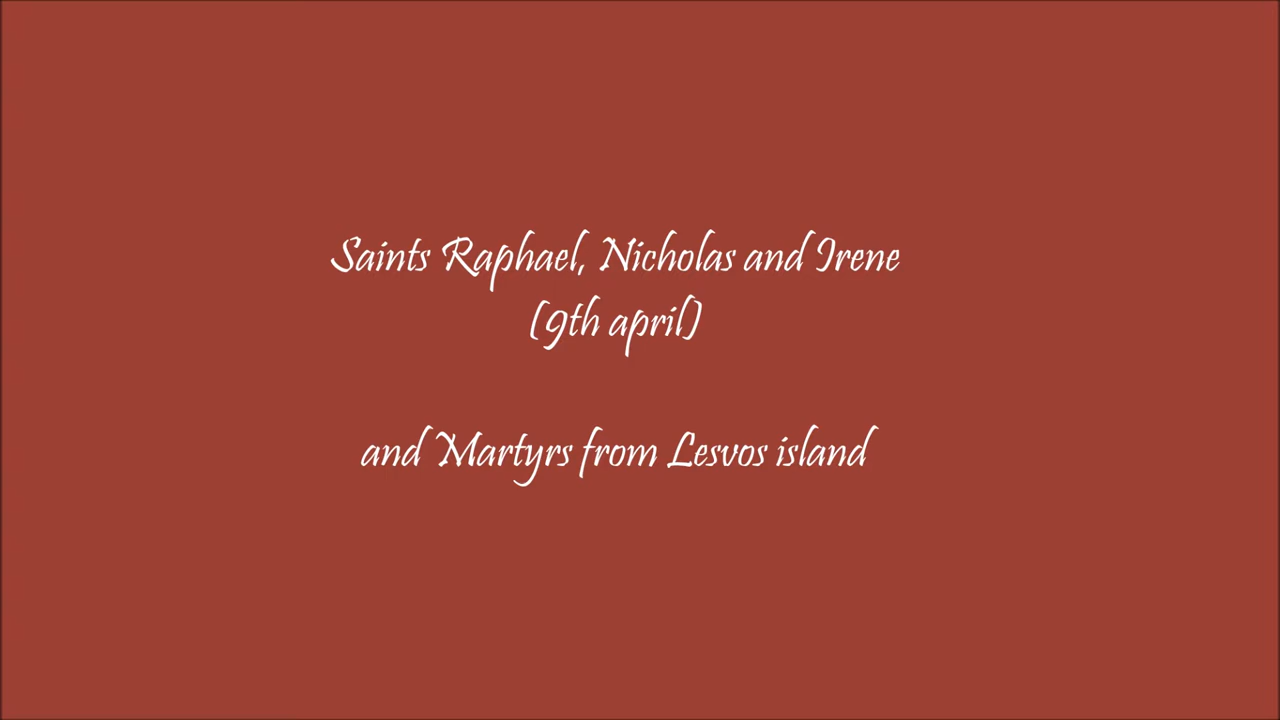 Saints Raphael, Nicholas and Irene
(9th april)
and Martyrs from Lesvos island